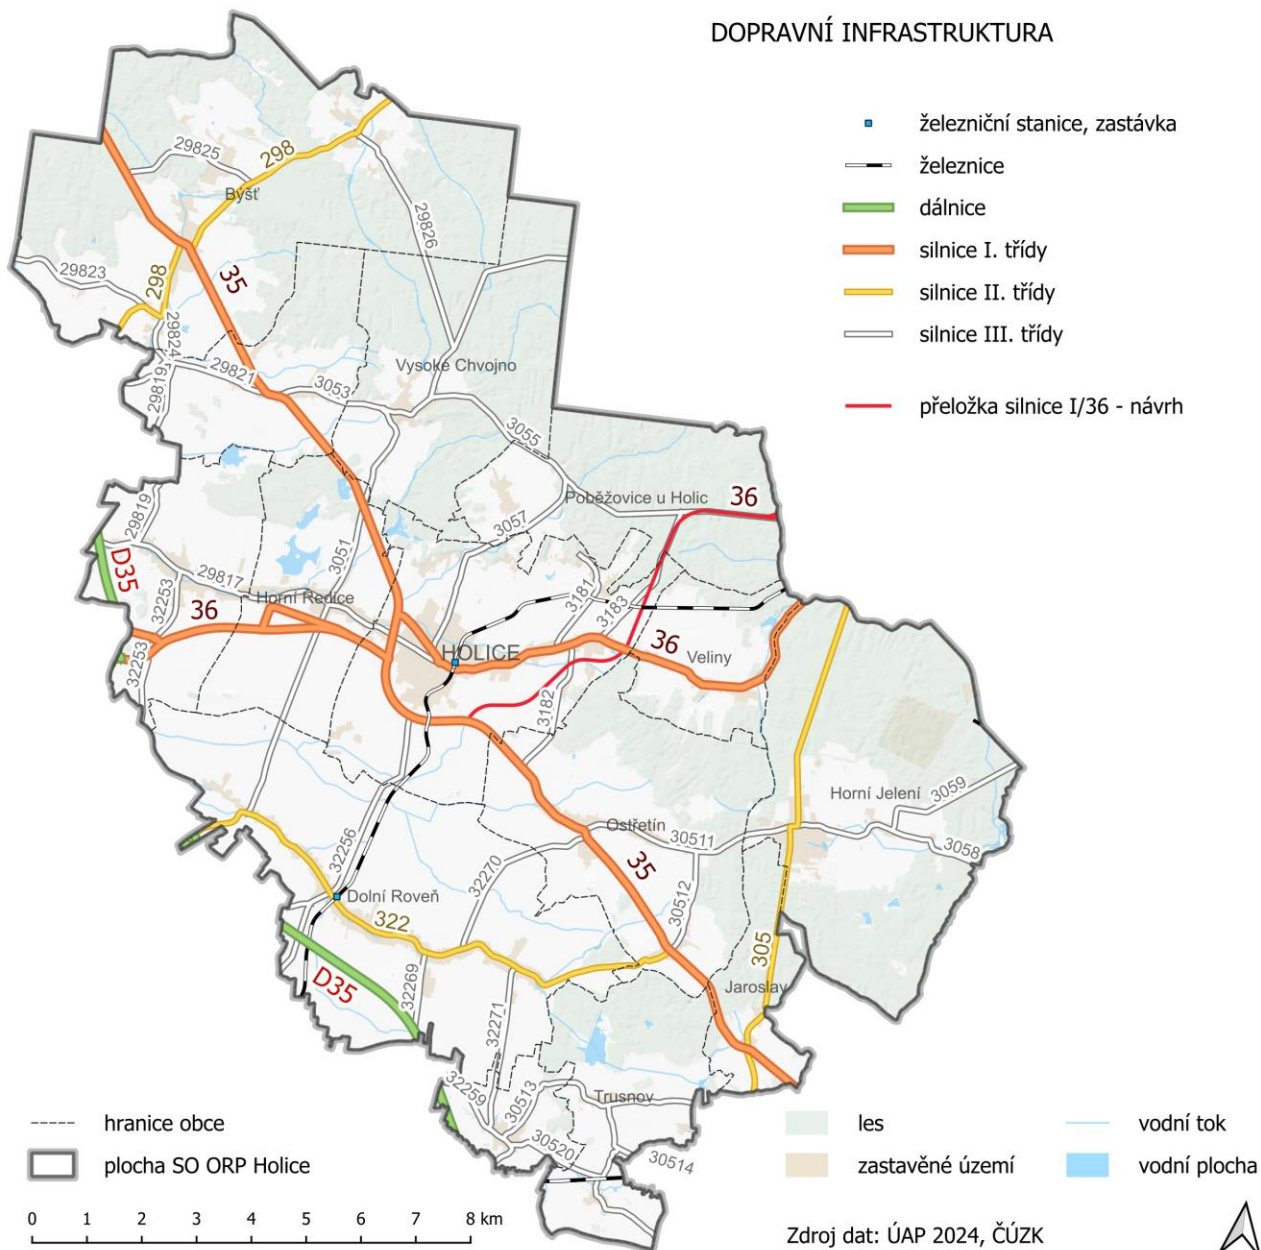 DOPRAVNÍ INFRASTRUKTURA
železniční stanice, zastávka
železnice
dálnice
silnice I. třídy
silnice II. třídy
silnice III. třídy
přeložka silnice I/36 - návrh
29825
298
Býšť
29826
29823
298
35
29824
29821
29819
3053
Vysoké Chvojno
3055
Poběžovice u Holic
36
29819
3057
3051
D35
29817
32253
Horní Ředice
36
3181
3183
32253
HOLICE
36
Veliny
3182
Horní Jelení
3059
Ostřetín
30511
3058
32256
32270
35
Dolní Roveň
322
30512
305
D35
32269
Jaroslav
32271
32259
30513
Trusnov
30520
30514
hranice obce
plocha SO ORP Holice
les
zastavěné území
vodní tok
vodní plocha
0 1 2 3 4 5 6 7 8 km
Zdroj dat: ÚAP 2024, ČÚZK